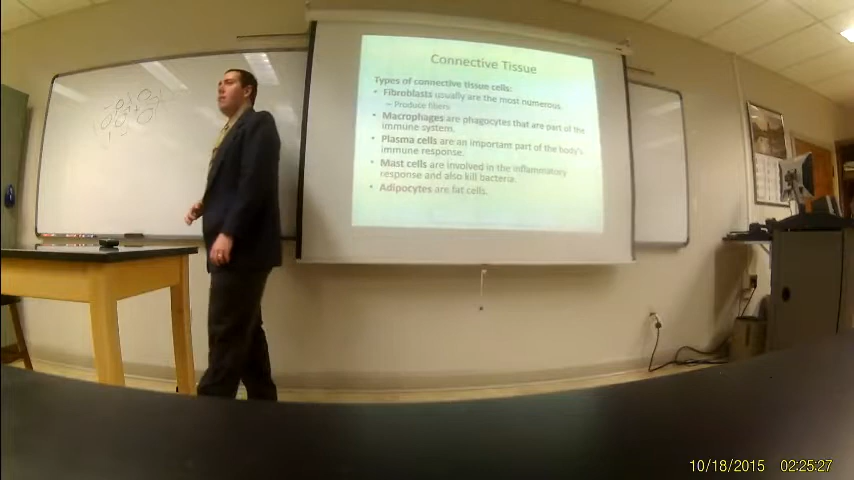 Connective Tissue
Types of connective tissue cells:
• Fibroblasts usually are the most numerous.
– Produce fibers
• Macrophages are phagocytes that are part of the
immune system.
• Plasma cells are an important part of the body's
immune response.
• Mast cells are involved in the inflammatory
response and also kill bacteria.
• Adipocytes are fat cells.
10/18/2015 02:25:27